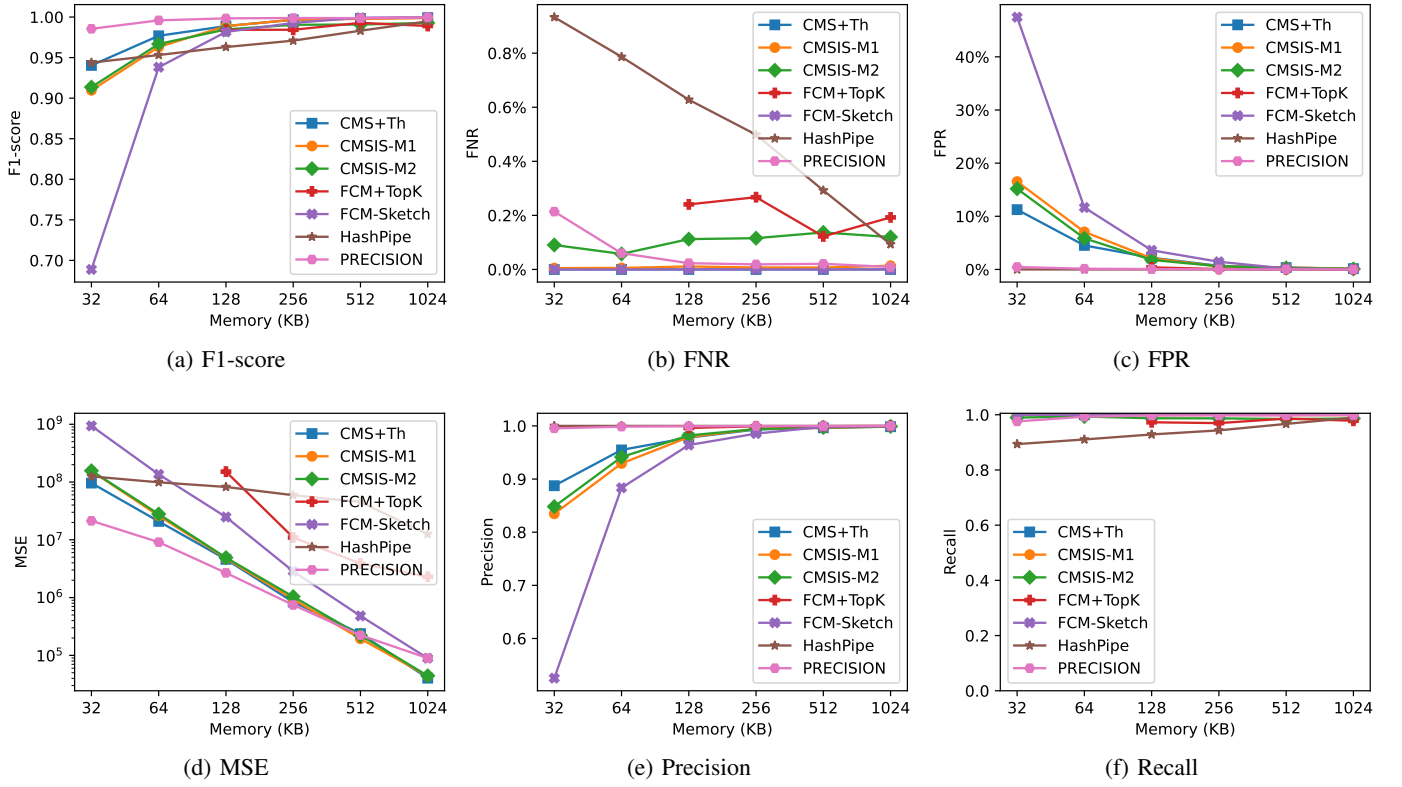 F1-score
1.00
0.95
0.90
0.85
0.80
0.75
0.70
CMS+Th
CMSIS-M1
CMSIS-M2
FCM+TopK
FCM-Sketch
HashPipe
PRECISION
32 64 128 256 512 1024
Memory (KB)
(a) F1-score
FNR
0.8%
0.6%
0.4%
0.2%
0.0%
CMS+Th
CMSIS-M1
CMSIS-M2
FCM+TopK
FCM-Sketch
HashPipe
PRECISION
32 64 128 256 512 1024
Memory (KB)
(b) FNR
FPR
40%
30%
20%
10%
0%
CMS+Th
CMSIS-M1
CMSIS-M2
FCM+TopK
FCM-Sketch
HashPipe
PRECISION
32 64 128 256 512 1024
Memory (KB)
(c) FPR
MSE
10⁹
10⁸
10⁷
10⁶
10⁵
CMS+Th
CMSIS-M1
CMSIS-M2
FCM+TopK
FCM-Sketch
HashPipe
PRECISION
32 64 128 256 512 1024
Memory (KB)
(d) MSE
Precision
1.0
0.9
0.8
0.7
0.6
CMS+Th
CMSIS-M1
CMSIS-M2
FCM+TopK
FCM-Sketch
HashPipe
PRECISION
32 64 128 256 512 1024
Memory (KB)
(e) Precision
Recall
1.0
0.8
0.6
0.4
0.2
0.0
CMS+Th
CMSIS-M1
CMSIS-M2
FCM+TopK
FCM-Sketch
HashPipe
PRECISION
32 64 128 256 512 1024
Memory (KB)
(f) Recall